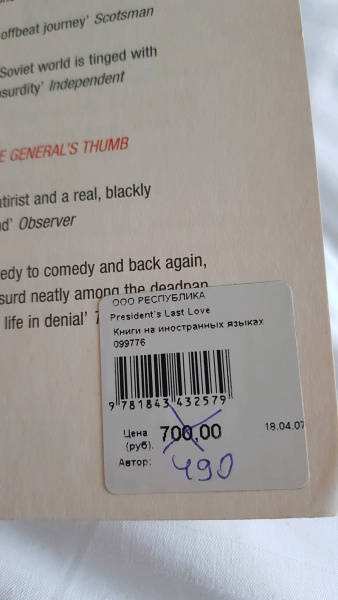 offbeat journey' Scotsman
Soviet world is tinged with
surdity' Independent
E GENERAL'S THUMB
tirist and a real, blackly
d' Observer
edy to comedy and back again,
surd neatly among the deadpan
life in denial'
ООО РЕСПУБЛИКА
President's Last Love
Книги на иностранных языках
099776
9 781843 432579
Цена
(руб).
700,00
18.04.07
Автор:
490